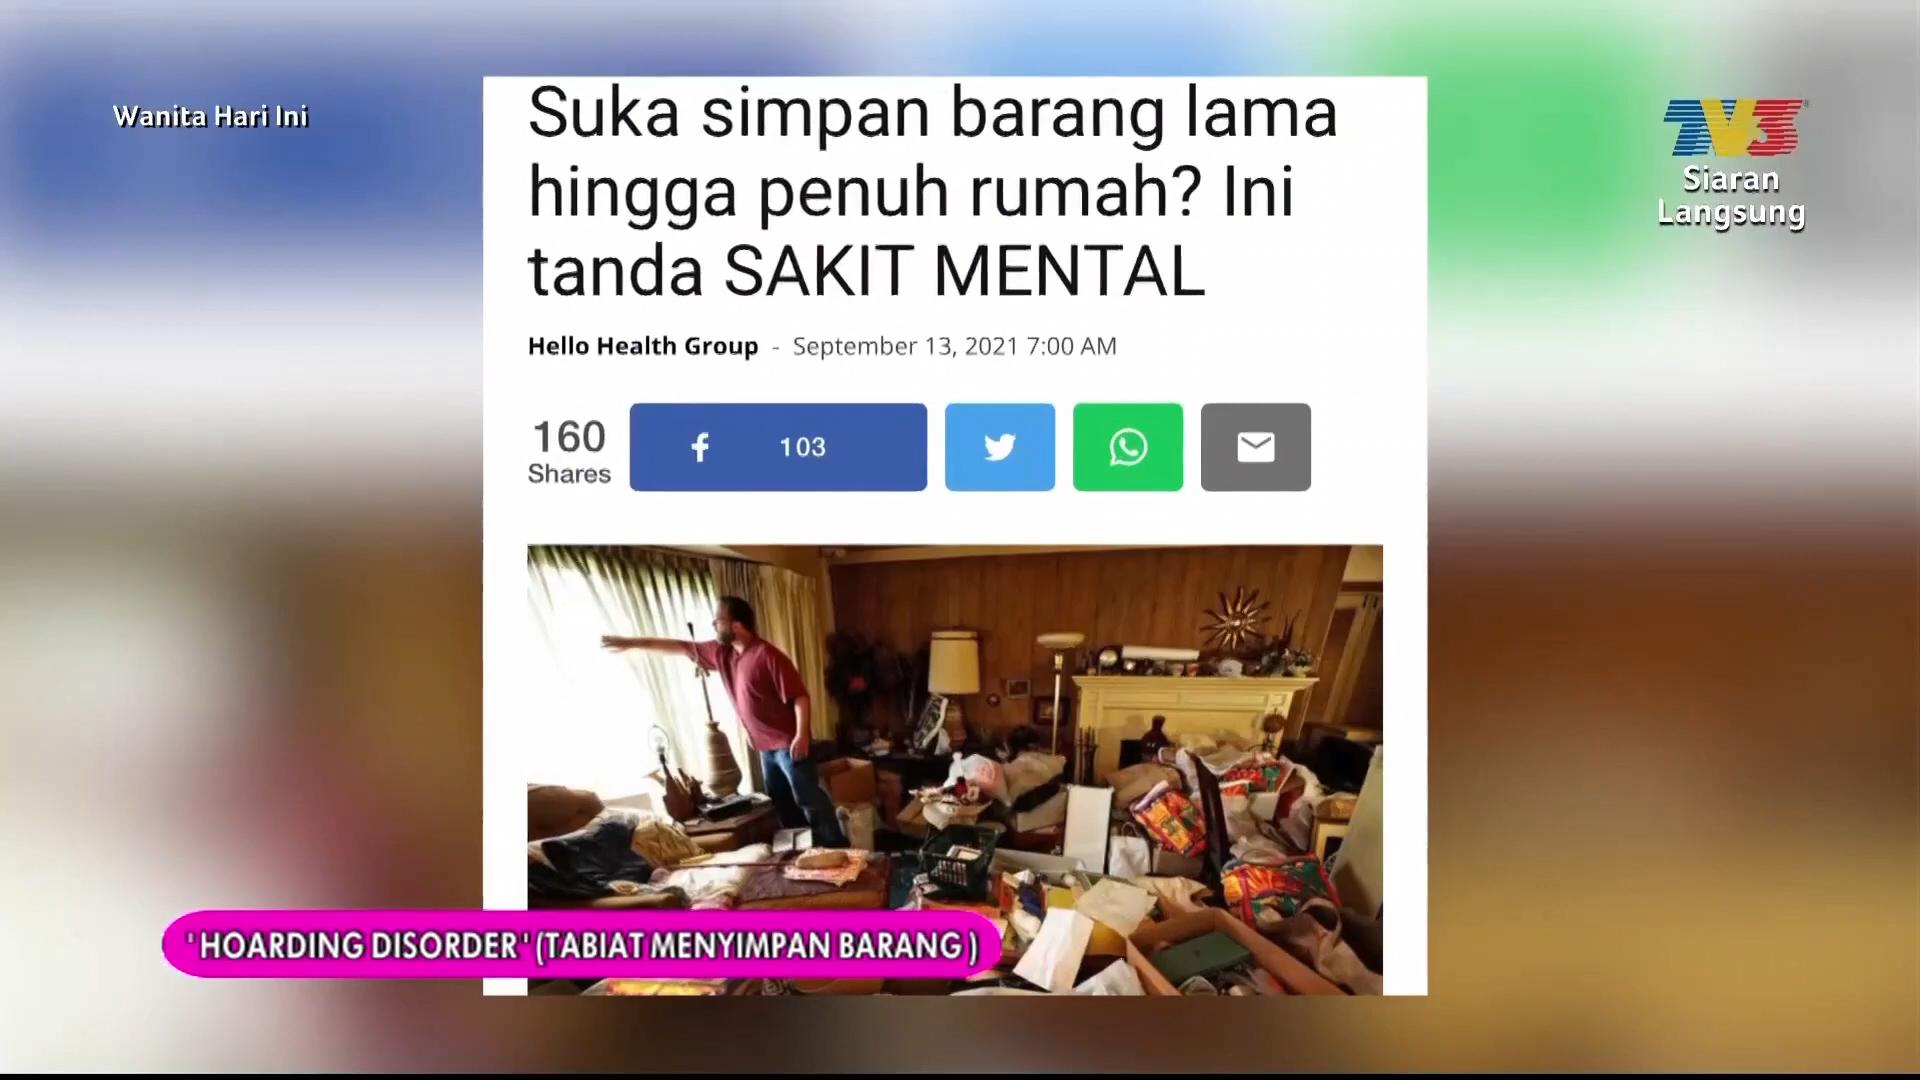 Wanita Hari Ini
TV3
Siaran
Langsung
Suka simpan barang lama
hingga penuh rumah? Ini
tanda SAKIT MENTAL
Hello Health Group - September 13, 2021 7:00 AM
160
Shares
103
'HOARDING DISORDER' (TABIAT MENYIMPAN BARANG)